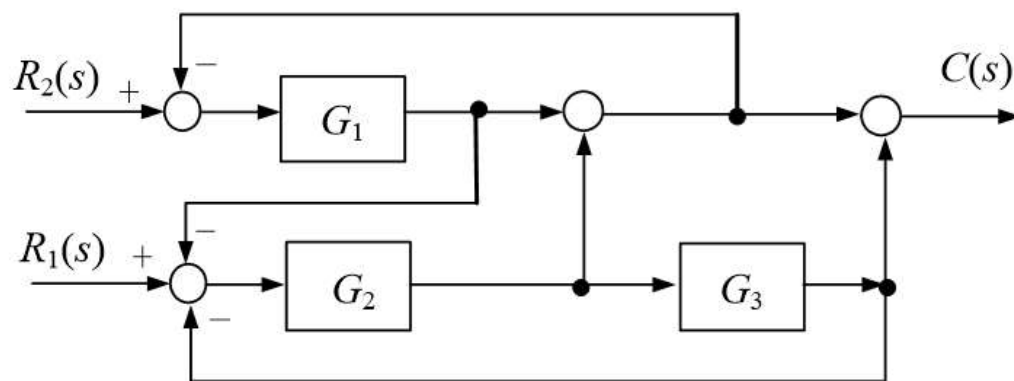 −
R₂(s) + C(s)
G₁
−
R₁(s) +
G₂ G₃
−